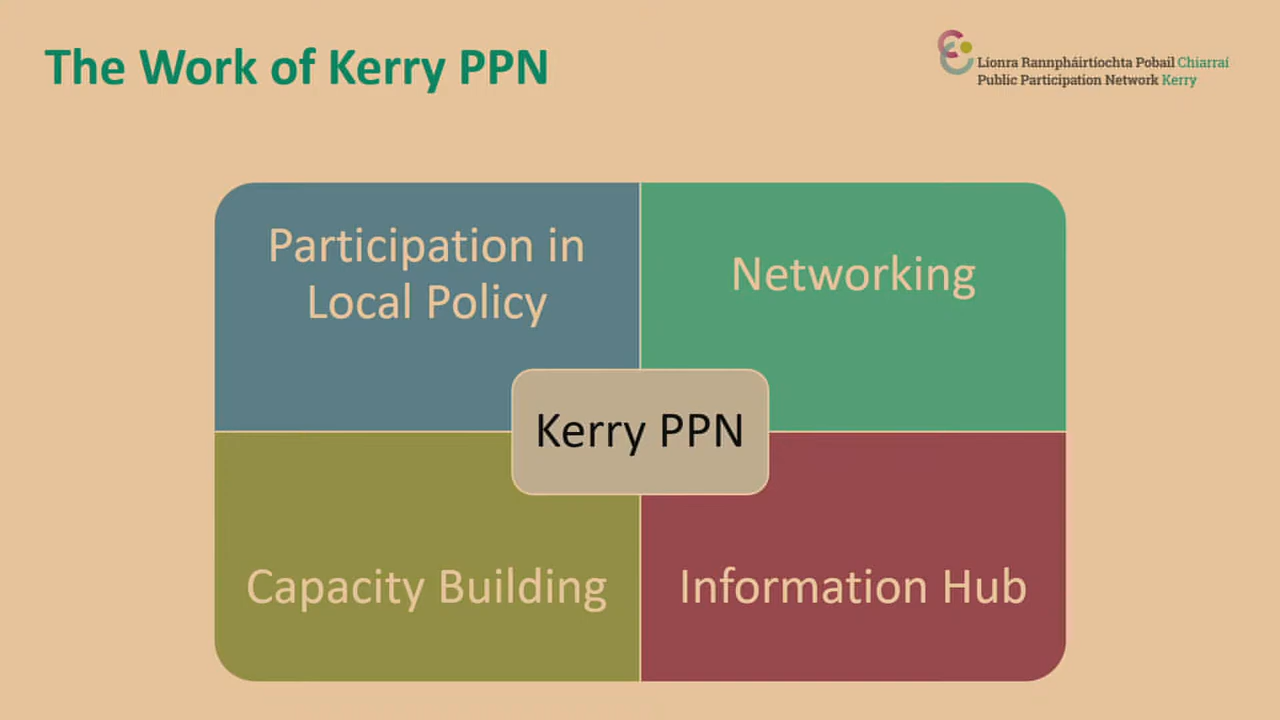 The Work of Kerry PPN
Líonra Rannpháirtíochta Pobail Chiarraí
Public Participation Network Kerry
Participation in
Local Policy
Networking
Kerry PPN
Capacity Building
Information Hub